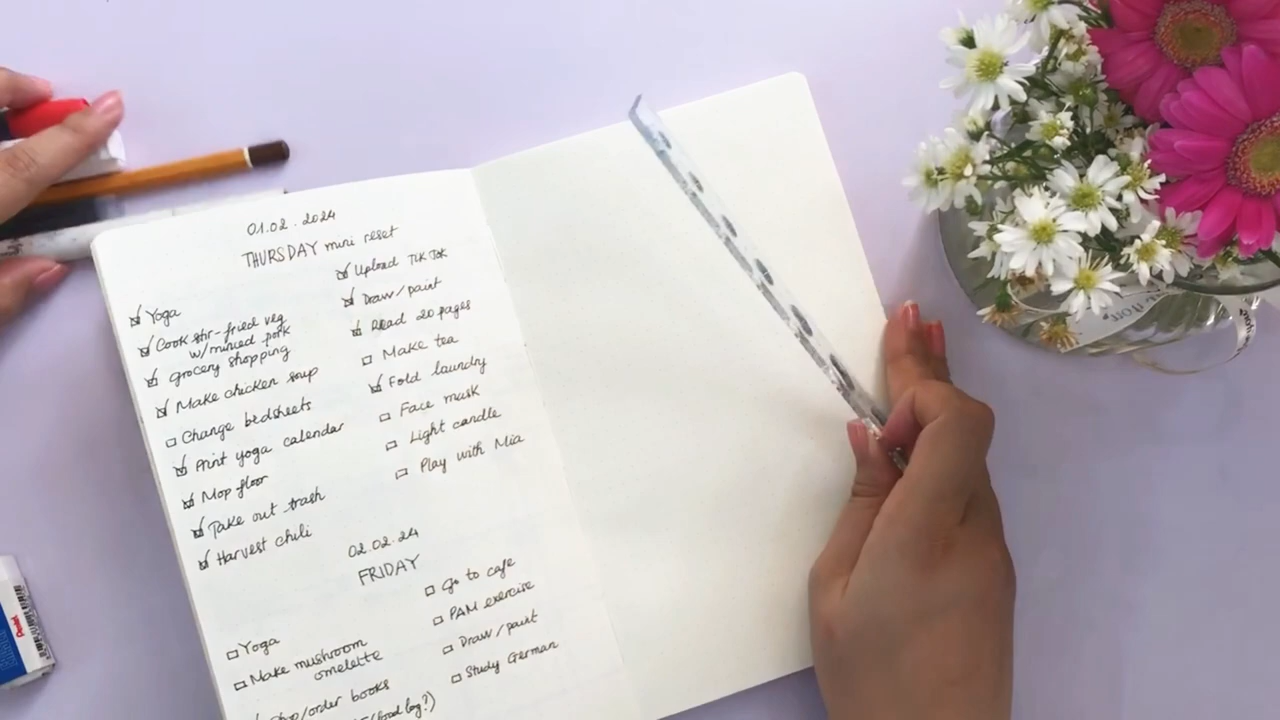 01.02.2024
THURSDAY mini reset
Yoga
Cook stir-fried veg
w/minced pork
grocery shopping
Make chicken soup
Change bedsheets
Print yoga calendar
Mop floor
Take out trash
Harvest chili
Upload TikTok
Draw/paint
Read 20 pages
Make tea
Fold laundry
Face mask
Light candle
Play with Mia
02.02.24
FRIDAY
Yoga
Make mushroom
omelette
/order books
Go to cafe
PAM exercise
Draw/paint
Study German
Pentel